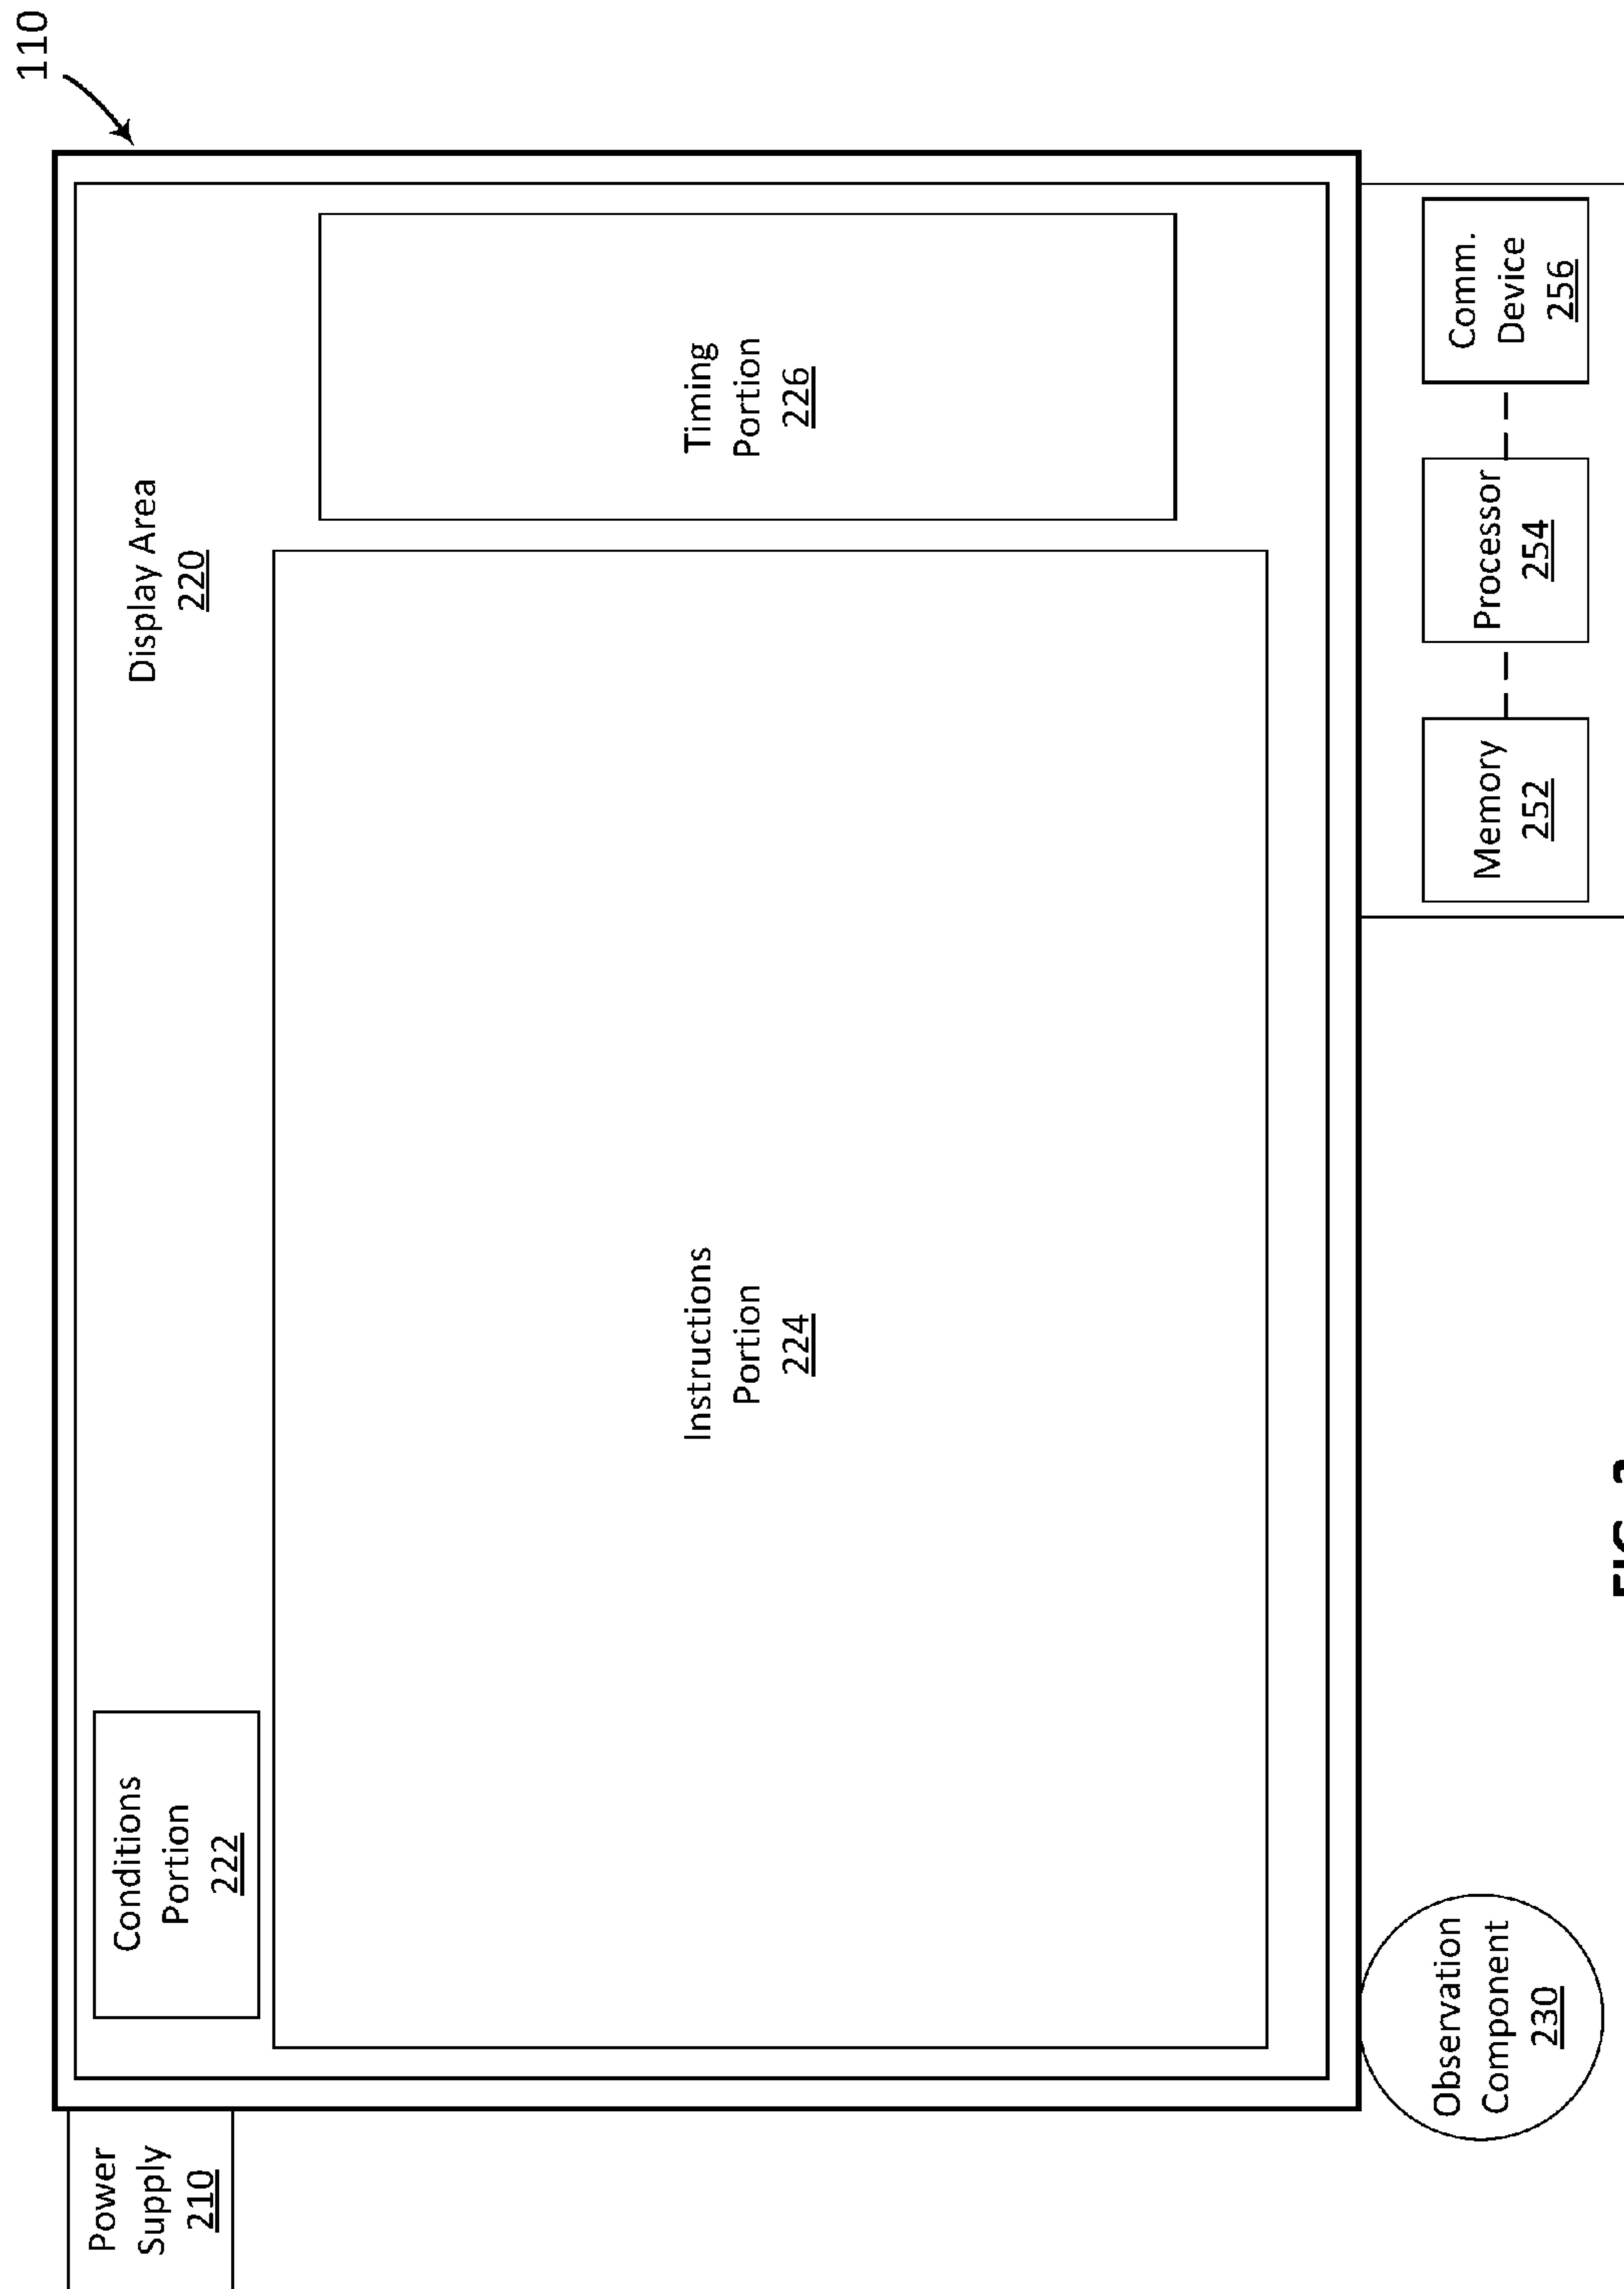 110
Power
Supply
210
Conditions
Portion
222
Display Area
220
Instructions
Portion
224
Timing
Portion
226
Observation
Component
230
Memory
252
Processor
254
Comm.
Device
256
FIG.